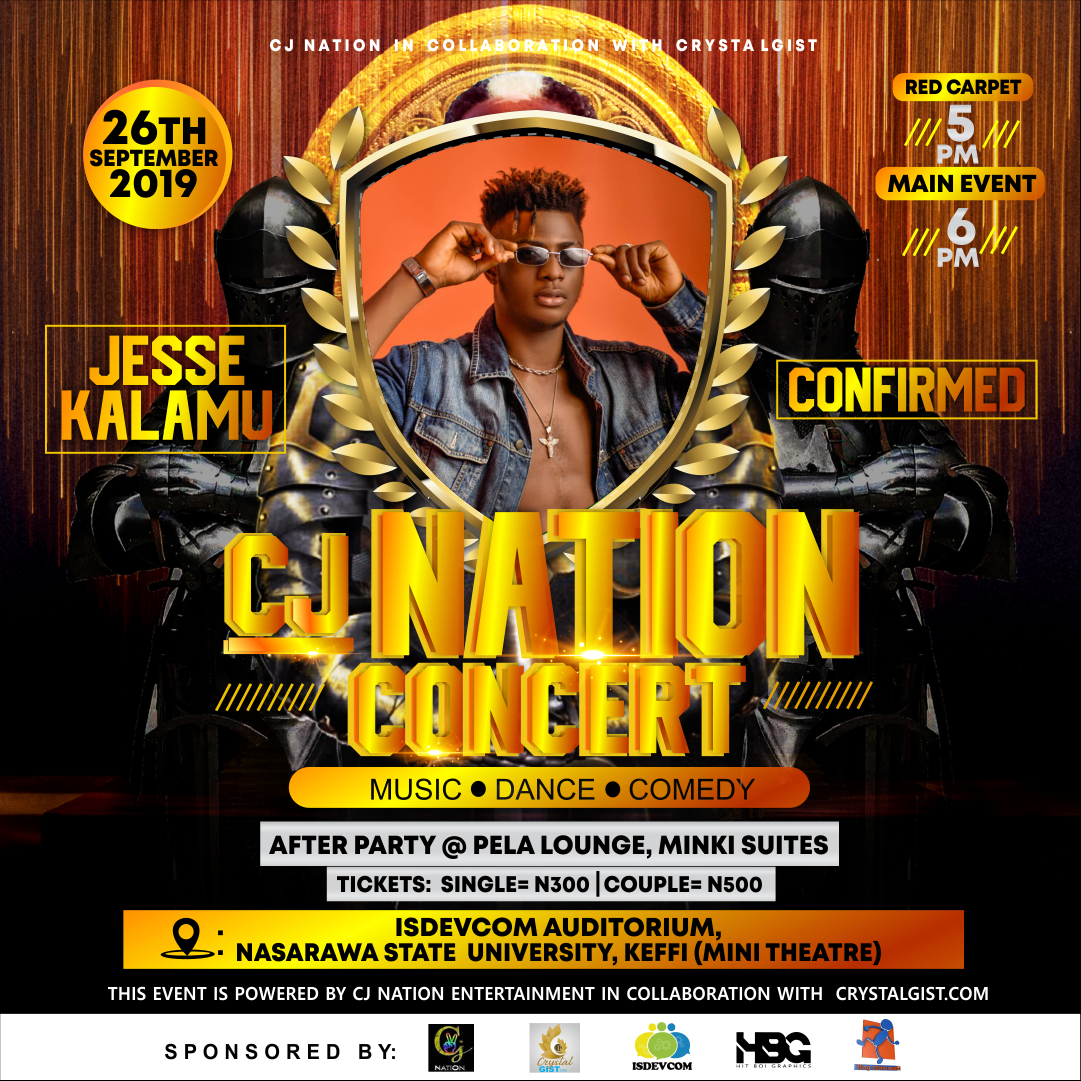 CJ NATION IN COLLABORATION WITH CRYSTALGIST
26TH
SEPTEMBER
2019
RED CARPET
5
PM
MAIN EVENT
6
PM
JESSE
KALAMU
CONFIRMED
CJ NATION
CONCERT
MUSIC ● DANCE ● COMEDY
AFTER PARTY @ PELA LOUNGE, MINKI SUITES
TICKETS: SINGLE= N300 | COUPLE= N500
ISDEVCOM AUDITORIUM,
NASARAWA STATE UNIVERSITY, KEFFI (MINI THEATRE)
THIS EVENT IS POWERED BY CJ NATION ENTERTAINMENT IN COLLABORATION WITH CRYSTALGIST.COM
SPONSORED BY:
CJ
NATION
Crystal
GIST
ISDEVCOM
HBG
HIT BOI GRAPHICS